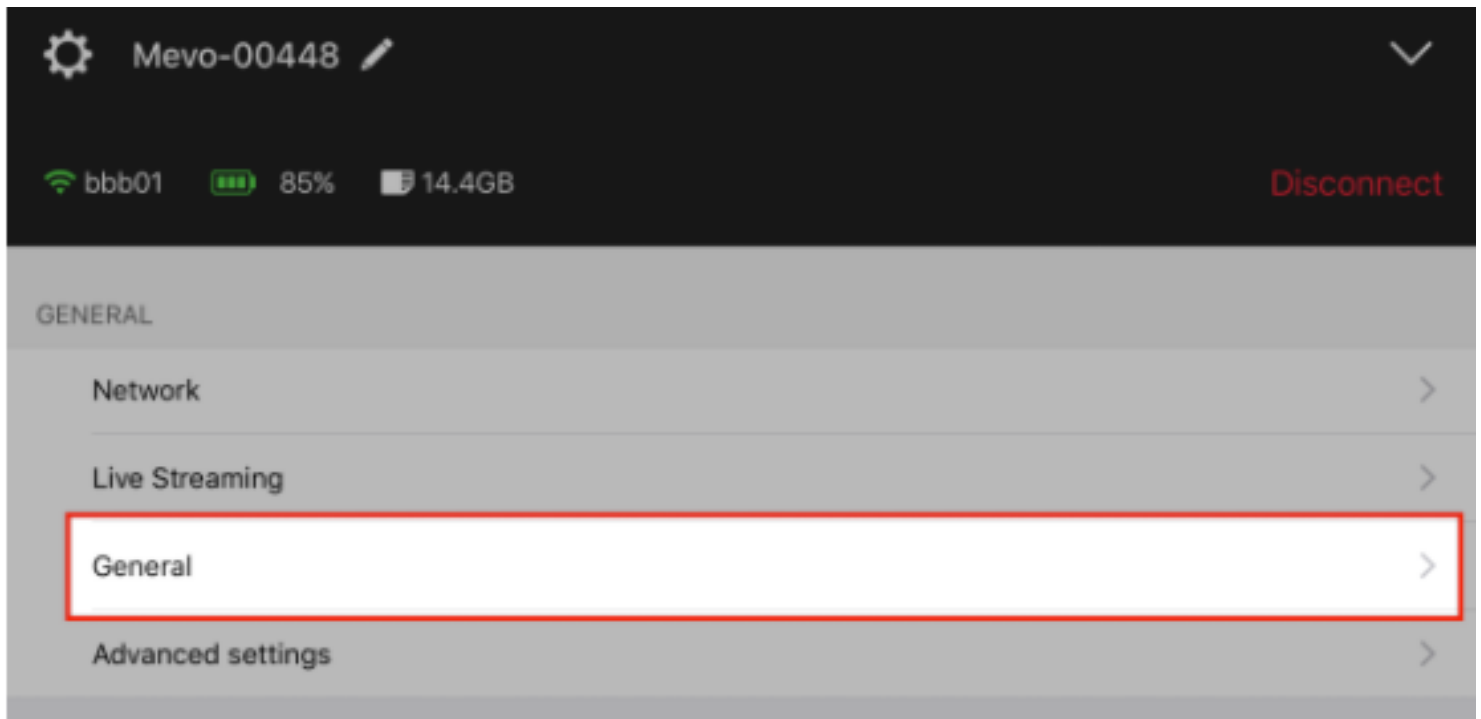 Mevo-00448
bbb01 85% 14.4GB Disconnect
GENERAL
Network
Live Streaming
General
Advanced settings